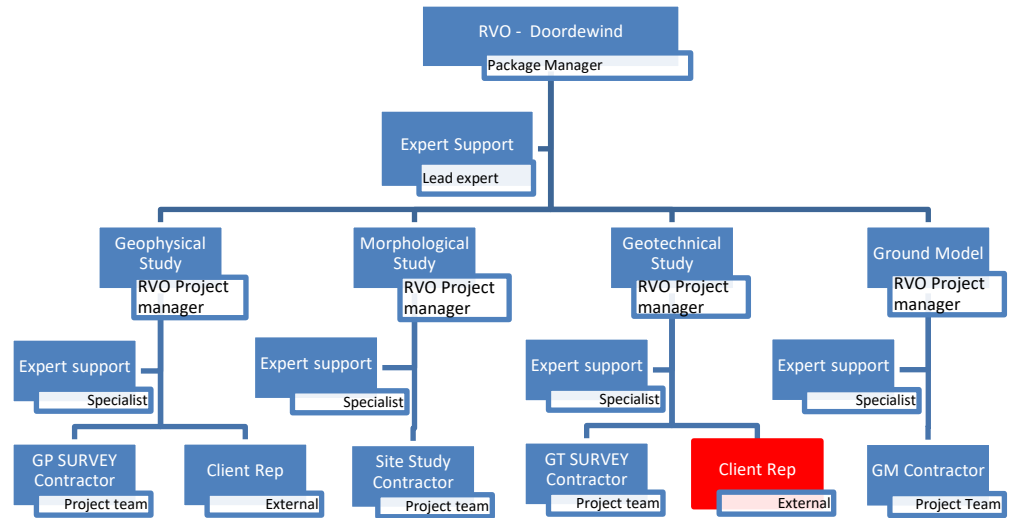 RVO - Doordewind
Package Manager
Expert Support
Lead expert
Geophysical
Study
RVO Project
manager
Morphological
Study
RVO Project
manager
Geotechnical
Study
RVO Project
manager
Ground Model
RVO Project
manager
Expert support
Specialist
Expert support
Specialist
Expert support
Specialist
Expert support
Specialist
GP SURVEY
Contractor
Project team
Client Rep
External
Site Study
Contractor
Project team
GT SURVEY
Contractor
Project team
Client Rep
External
GM Contractor
Project Team